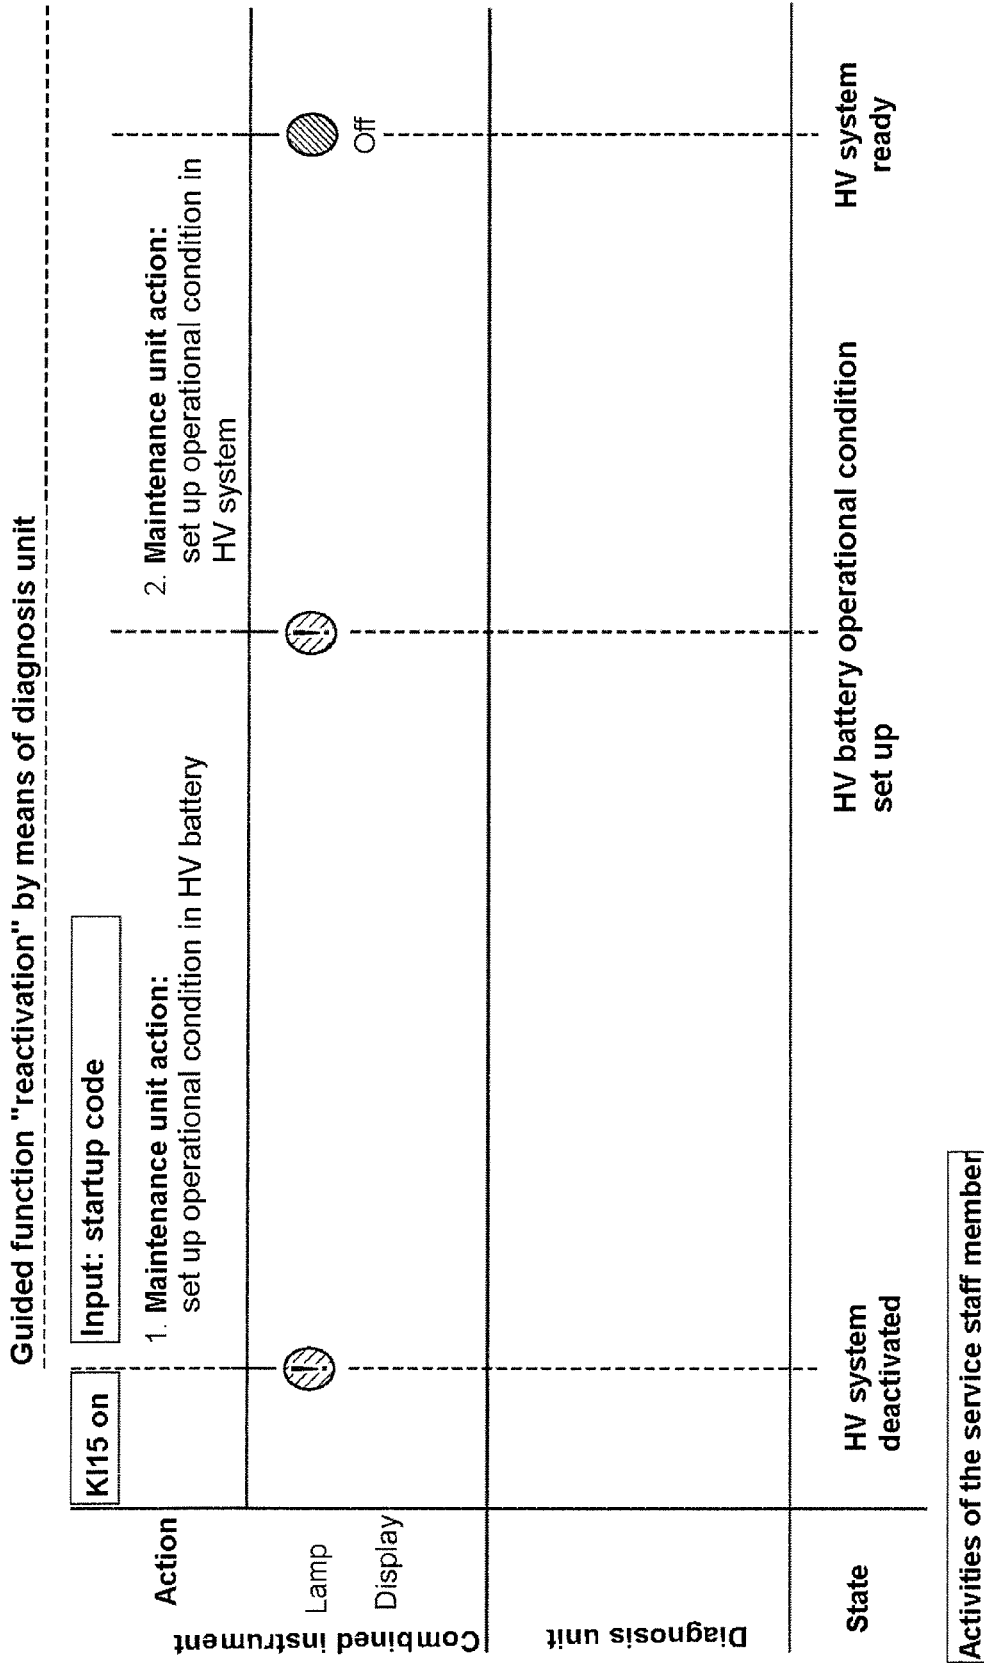 Guided function "reactivation" by means of diagnosis unit
KI15 on
Input: startup code
Action
1. Maintenance unit action:
set up operational condition in HV battery
2. Maintenance unit action:
set up operational condition in
HV system
Combined instrument
Lamp
Display
Off
Diagnosis unit
State
HV system
deactivated
HV battery operational condition
set up
HV system
ready
Activities of the service staff member